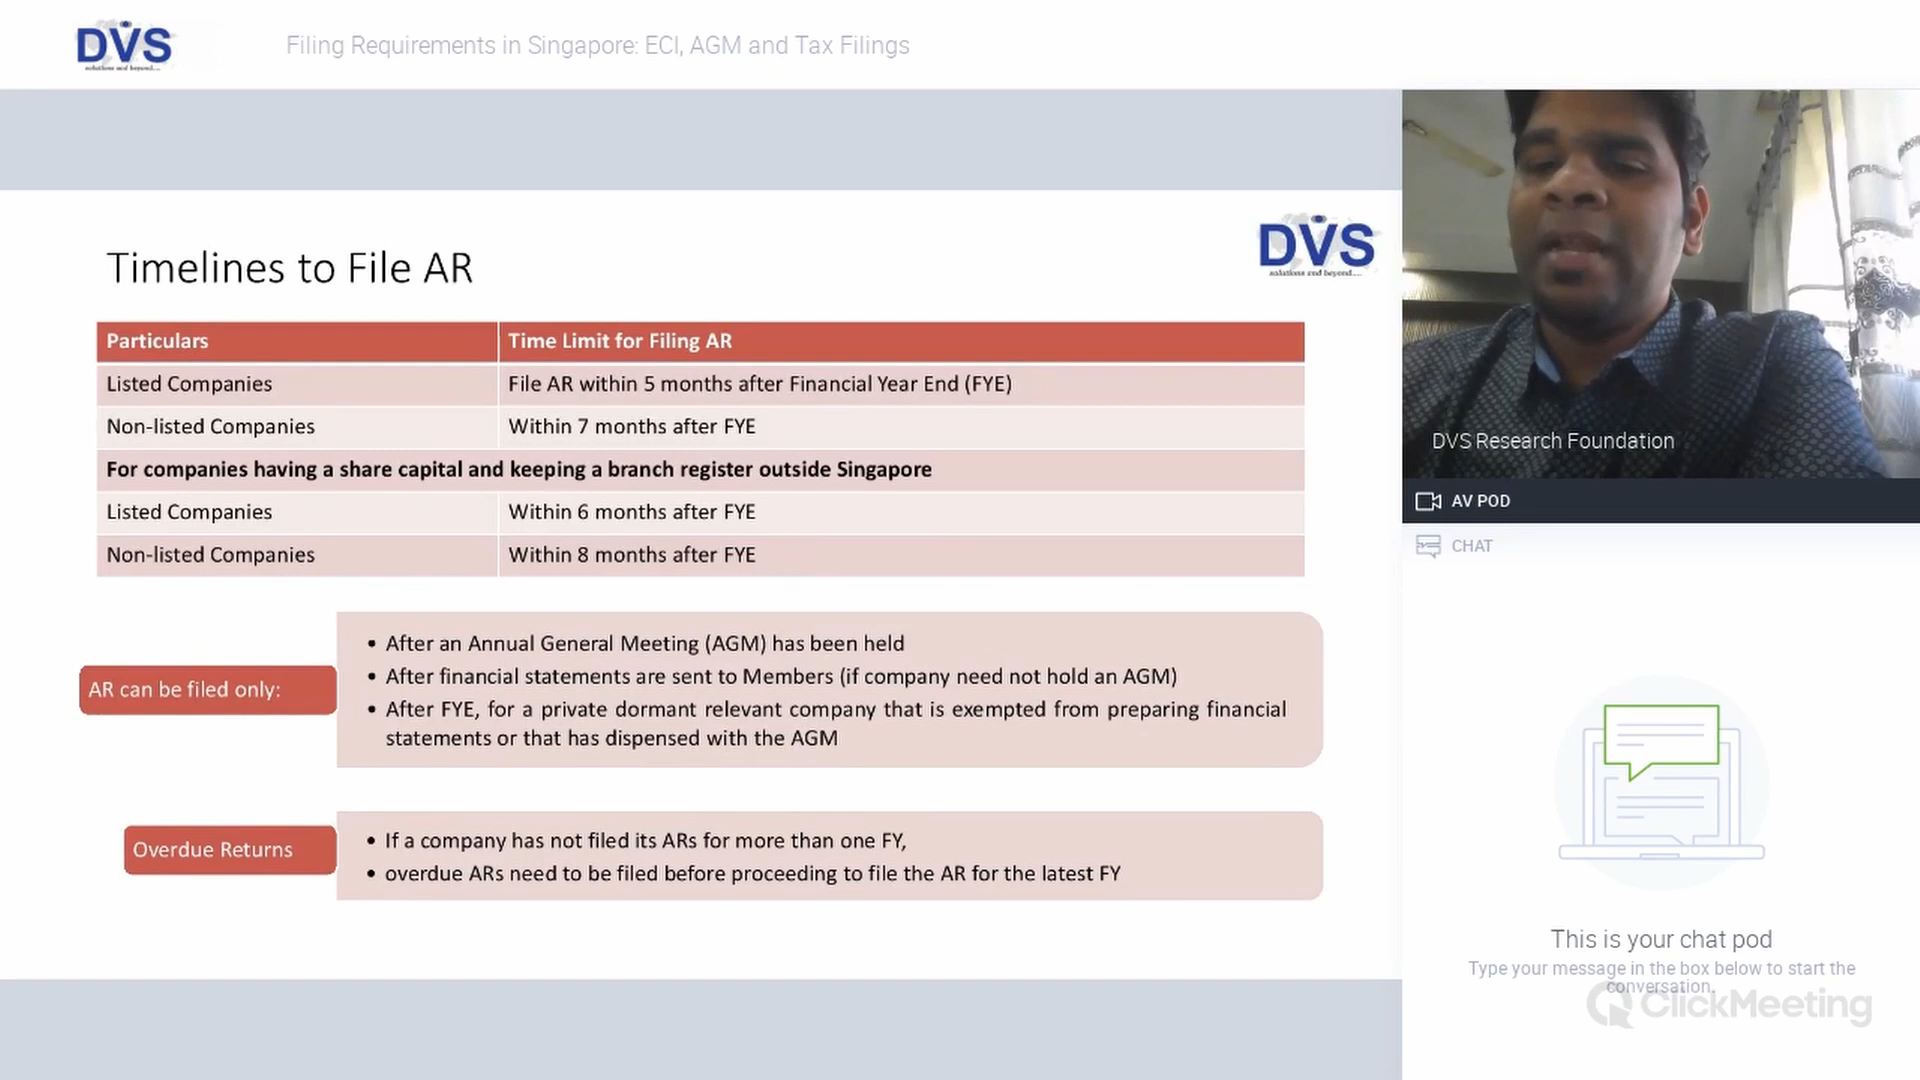 DVS
solutions and beyond....
Filing Requirements in Singapore: ECI, AGM and Tax Filings
DVS
solutions and beyond....
Timelines to File AR
Particulars Time Limit for Filing AR
Listed Companies File AR within 5 months after Financial Year End (FYE)
Non-listed Companies Within 7 months after FYE
For companies having a share capital and keeping a branch register outside Singapore
Listed Companies Within 6 months after FYE
Non-listed Companies Within 8 months after FYE
AR can be filed only:
• After an Annual General Meeting (AGM) has been held
• After financial statements are sent to Members (if company need not hold an AGM)
• After FYE, for a private dormant relevant company that is exempted from preparing financial
statements or that has dispensed with the AGM
Overdue Returns
• If a company has not filed its ARs for more than one FY,
• overdue ARs need to be filed before proceeding to file the AR for the latest FY
DVS Research Foundation
AV POD
CHAT
This is your chat pod
Type your message in the box below to start the
conversation.
ClickMeeting